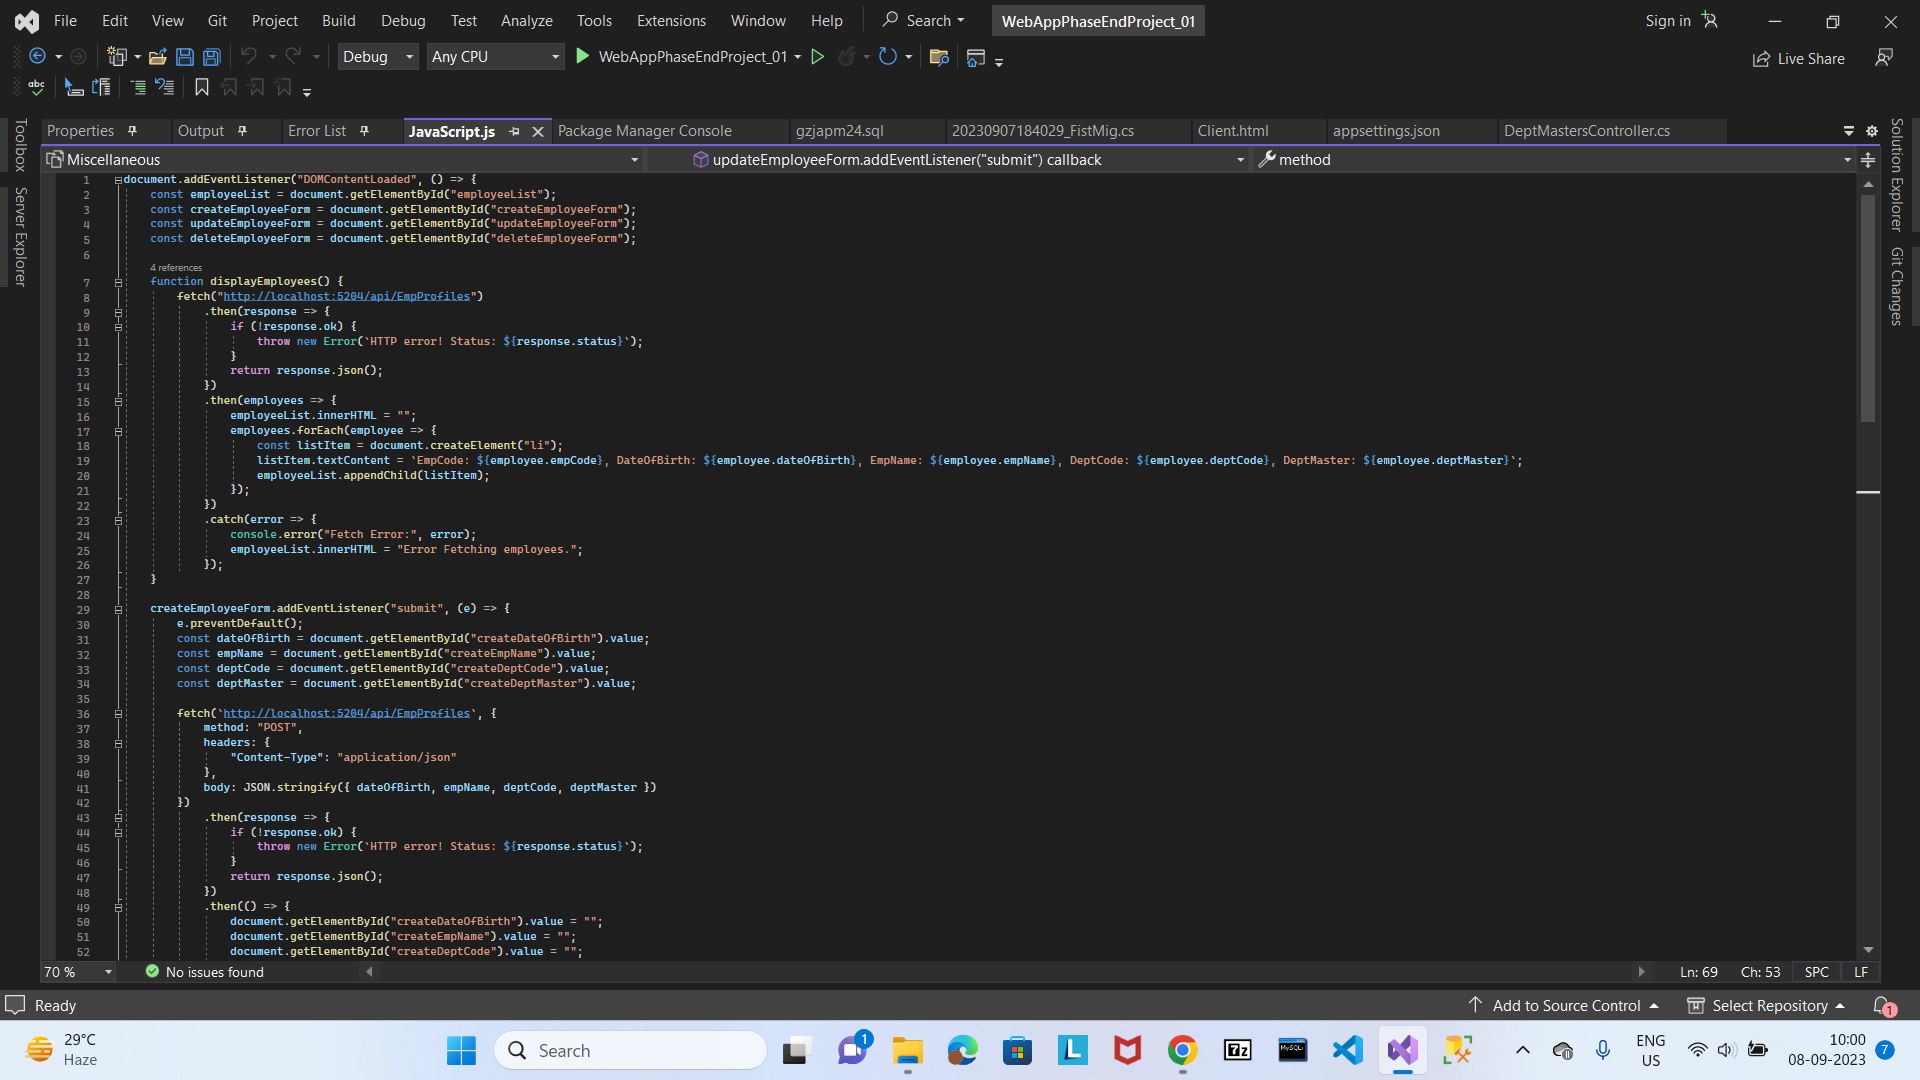 File Edit View Git Project Build Debug Test Analyze Tools Extensions Window Help Search WebAppPhaseEndProject_01 Sign in
Debug Any CPU WebAppPhaseEndProject_01 Live Share
abc
Toolbox
Server Explorer
Properties Output Error List JavaScript.js Package Manager Console gzjapm24.sql 20230907184029_FistMig.cs Client.html appsettings.json DeptMastersController.cs
Solution Explorer
Git Changes
Miscellaneous updateEmployeeForm.addEventListener("submit") callback method
1 document.addEventListener("DOMContentLoaded", () => {
2 const employeeList = document.getElementById("employeeList");
3 const createEmployeeForm = document.getElementById("createEmployeeForm");
4 const updateEmployeeForm = document.getElementById("updateEmployeeForm");
5 const deleteEmployeeForm = document.getElementById("deleteEmployeeForm");
6
4 references
7 function displayEmployees() {
8 fetch("http://localhost:5204/api/EmpProfiles")
9 .then(response => {
10 if (!response.ok) {
11 throw new Error(`HTTP error! Status: ${response.status}`);
12 }
13 return response.json();
14 })
15 .then(employees => {
16 employeeList.innerHTML = "";
17 employees.forEach(employee => {
18 const listItem = document.createElement("li");
19 listItem.textContent = `EmpCode: ${employee.empCode}, DateOfBirth: ${employee.dateOfBirth}, EmpName: ${employee.empName}, DeptCode: ${employee.deptCode}, DeptMaster: ${employee.deptMaster}`;
20 employeeList.appendChild(listItem);
21 });
22 })
23 .catch(error => {
24 console.error("Fetch Error:", error);
25 employeeList.innerHTML = "Error Fetching employees.";
26 });
27 }
28
29 createEmployeeForm.addEventListener("submit", (e) => {
30 e.preventDefault();
31 const dateOfBirth = document.getElementById("createDateOfBirth").value;
32 const empName = document.getElementById("createEmpName").value;
33 const deptCode = document.getElementById("createDeptCode").value;
34 const deptMaster = document.getElementById("createDeptMaster").value;
35
36 fetch(`http://localhost:5204/api/EmpProfiles`, {
37 method: "POST",
38 headers: {
39 "Content-Type": "application/json"
40 },
41 body: JSON.stringify({ dateOfBirth, empName, deptCode, deptMaster })
42 })
43 .then(response => {
44 if (!response.ok) {
45 throw new Error(`HTTP error! Status: ${response.status}`);
46 }
47 return response.json();
48 })
49 .then(() => {
50 document.getElementById("createDateOfBirth").value = "";
51 document.getElementById("createEmpName").value = "";
52 document.getElementById("createDeptCode").value = "";
70 % No issues found Ln: 69 Ch: 53 SPC LF
Ready Add to Source Control Select Repository 1
29°C
Haze
Search
1
L
7z
MySQL
ENG
US
10:00
08-09-2023
7